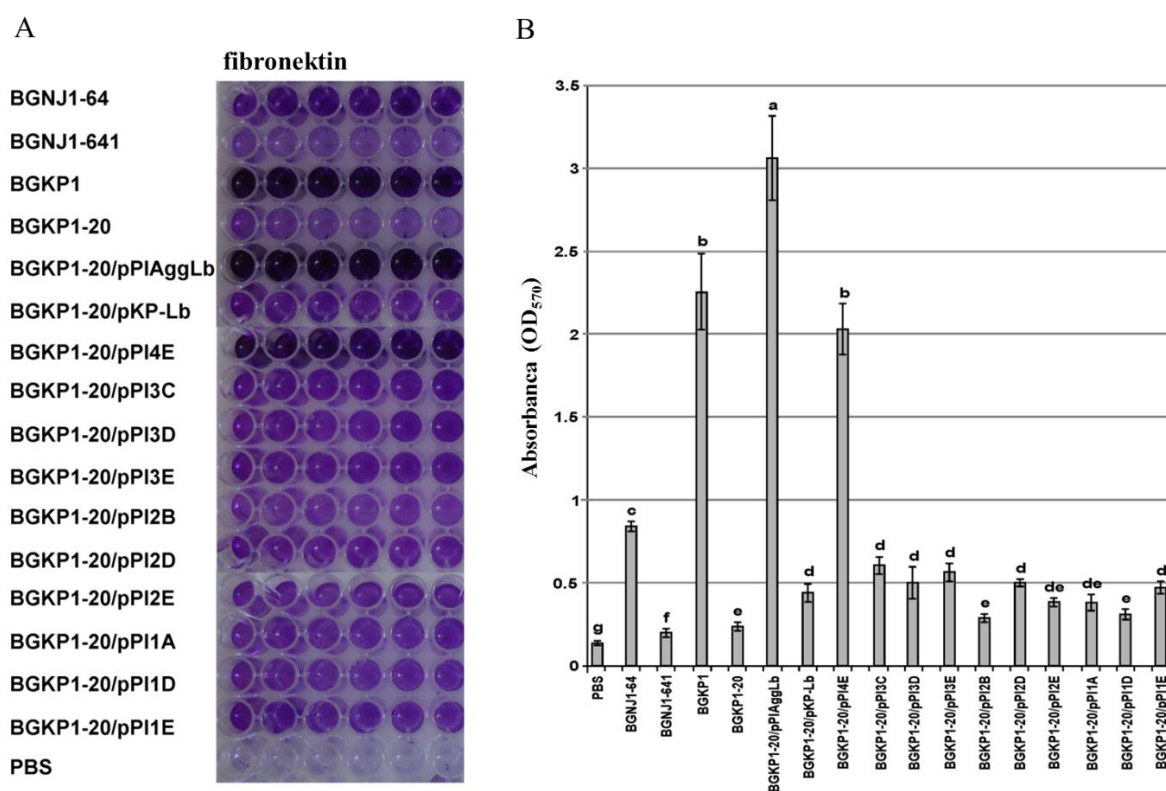 A
fibronektin
BGNJ1-64
BGNJ1-641
BGKP1
BGKP1-20
BGKP1-20/pPIAggLb
BGKP1-20/pKP-Lb
BGKP1-20/pPI4E
BGKP1-20/pPI3C
BGKP1-20/pPI3D
BGKP1-20/pPI3E
BGKP1-20/pPI2B
BGKP1-20/pPI2D
BGKP1-20/pPI2E
BGKP1-20/pPI1A
BGKP1-20/pPI1D
BGKP1-20/pPI1E
PBS
B
Absorbanca (OD570)
3.5
3
2.5
2
1.5
1
0.5
0
g
c
f
b
e
a
d
b
d
d
d
e
d
de
de
e
d
PBS
BGNJ1-64
BGNJ1-641
BGKP1
BGKP1-20
BGKP1-20/pPIAggLb
BGKP1-20/pKP-Lb
BGKP1-20/pPI4E
BGKP1-20/pPI3C
BGKP1-20/pPI3D
BGKP1-20/pPI3E
BGKP1-20/pPI2B
BGKP1-20/pPI2D
BGKP1-20/pPI2E
BGKP1-20/pPI1A
BGKP1-20/pPI1D
BGKP1-20/pPI1E